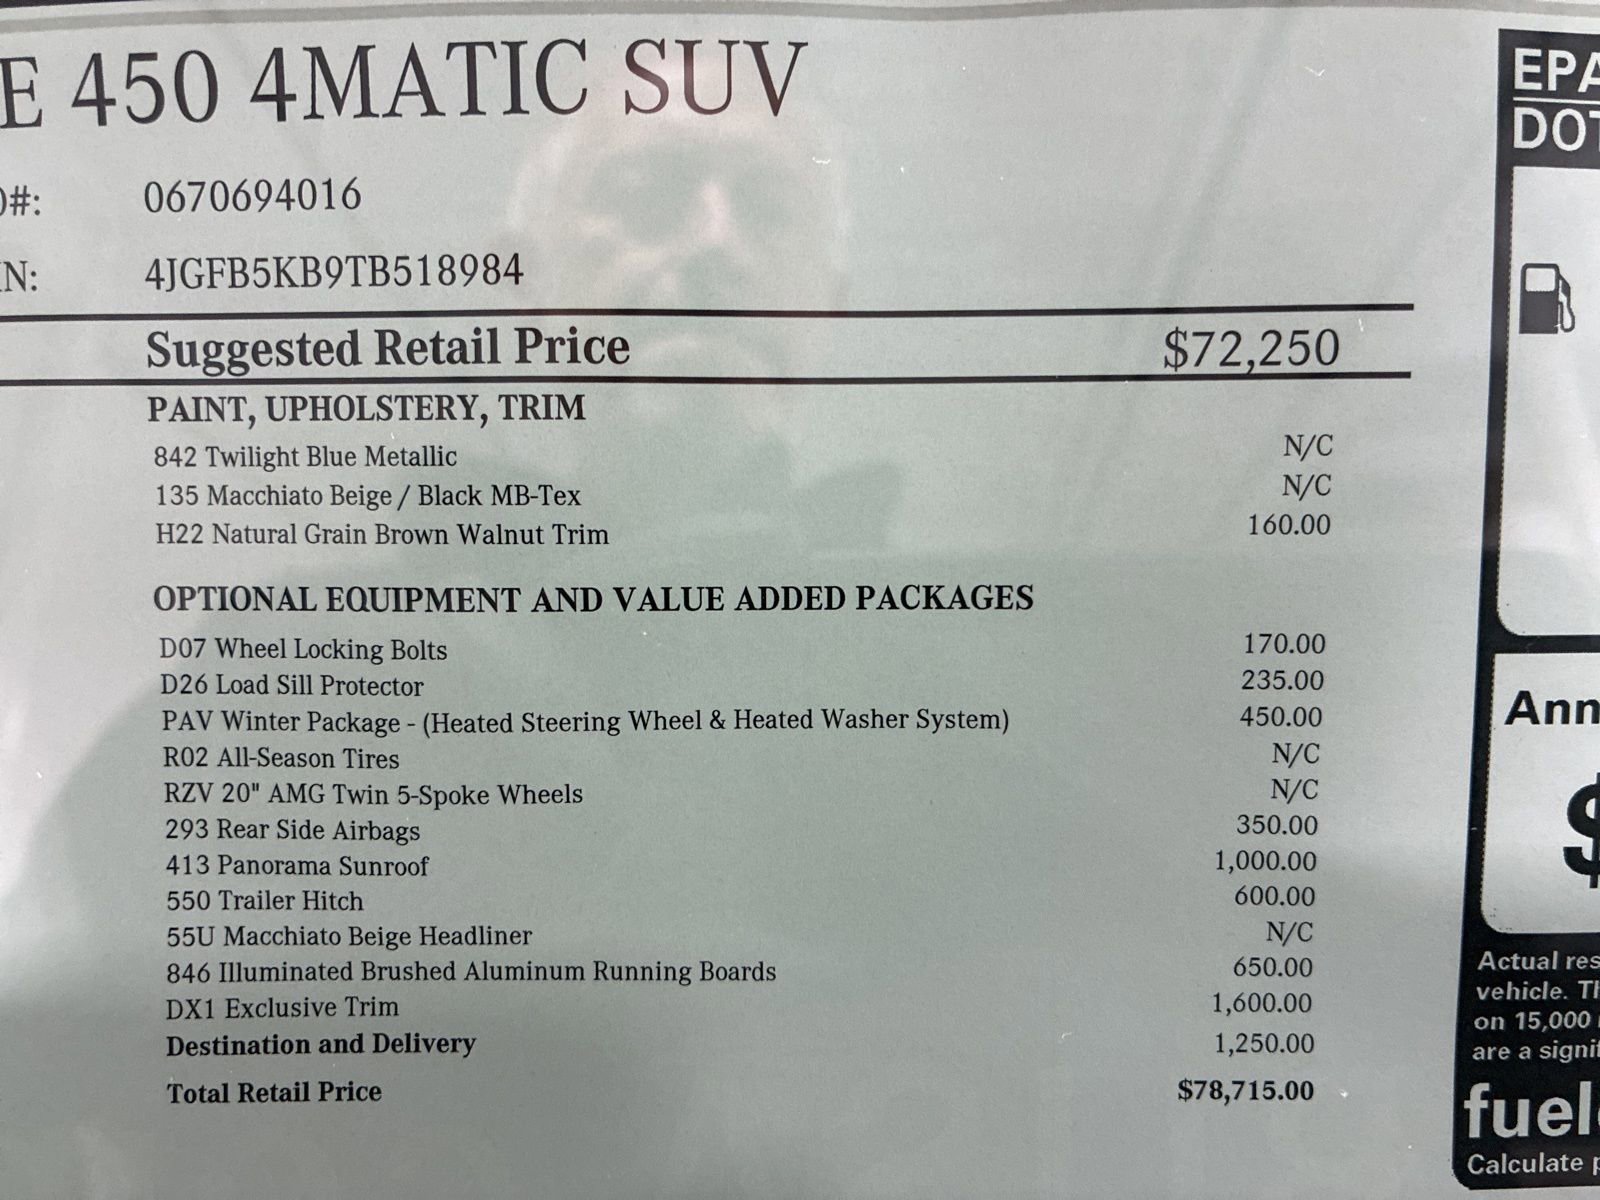 E 450 4MATIC SUV
#: 0670694016
IN: 4JGFB5KB9TB518984
Suggested Retail Price $72,250
PAINT, UPHOLSTERY, TRIM
842 Twilight Blue Metallic N/C
135 Macchiato Beige / Black MB-Tex N/C
H22 Natural Grain Brown Walnut Trim 160.00
OPTIONAL EQUIPMENT AND VALUE ADDED PACKAGES
D07 Wheel Locking Bolts 170.00
D26 Load Sill Protector 235.00
PAV Winter Package - (Heated Steering Wheel & Heated Washer System) 450.00
R02 All-Season Tires N/C
RZV 20" AMG Twin 5-Spoke Wheels N/C
293 Rear Side Airbags 350.00
413 Panorama Sunroof 1,000.00
550 Trailer Hitch 600.00
55U Macchiato Beige Headliner N/C
846 Illuminated Brushed Aluminum Running Boards 650.00
DX1 Exclusive Trim 1,600.00
Destination and Delivery 1,250.00
Total Retail Price $78,715.00
EPA
DOT
Ann
$
Actual res
vehicle. Th
on 15,000
are a signif
fuel
Calculate p